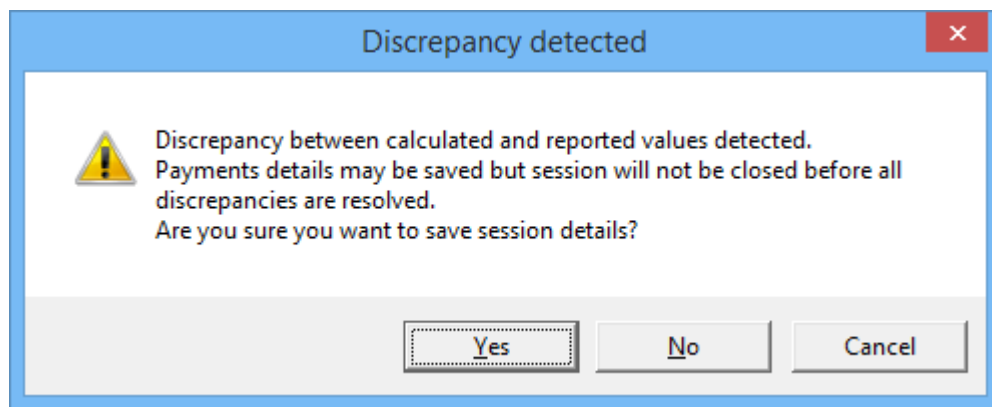 Discrepancy detected
Discrepancy between calculated and reported values detected.
Payments details may be saved but session will not be closed before all
discrepancies are resolved.
Are you sure you want to save session details?
Yes No Cancel